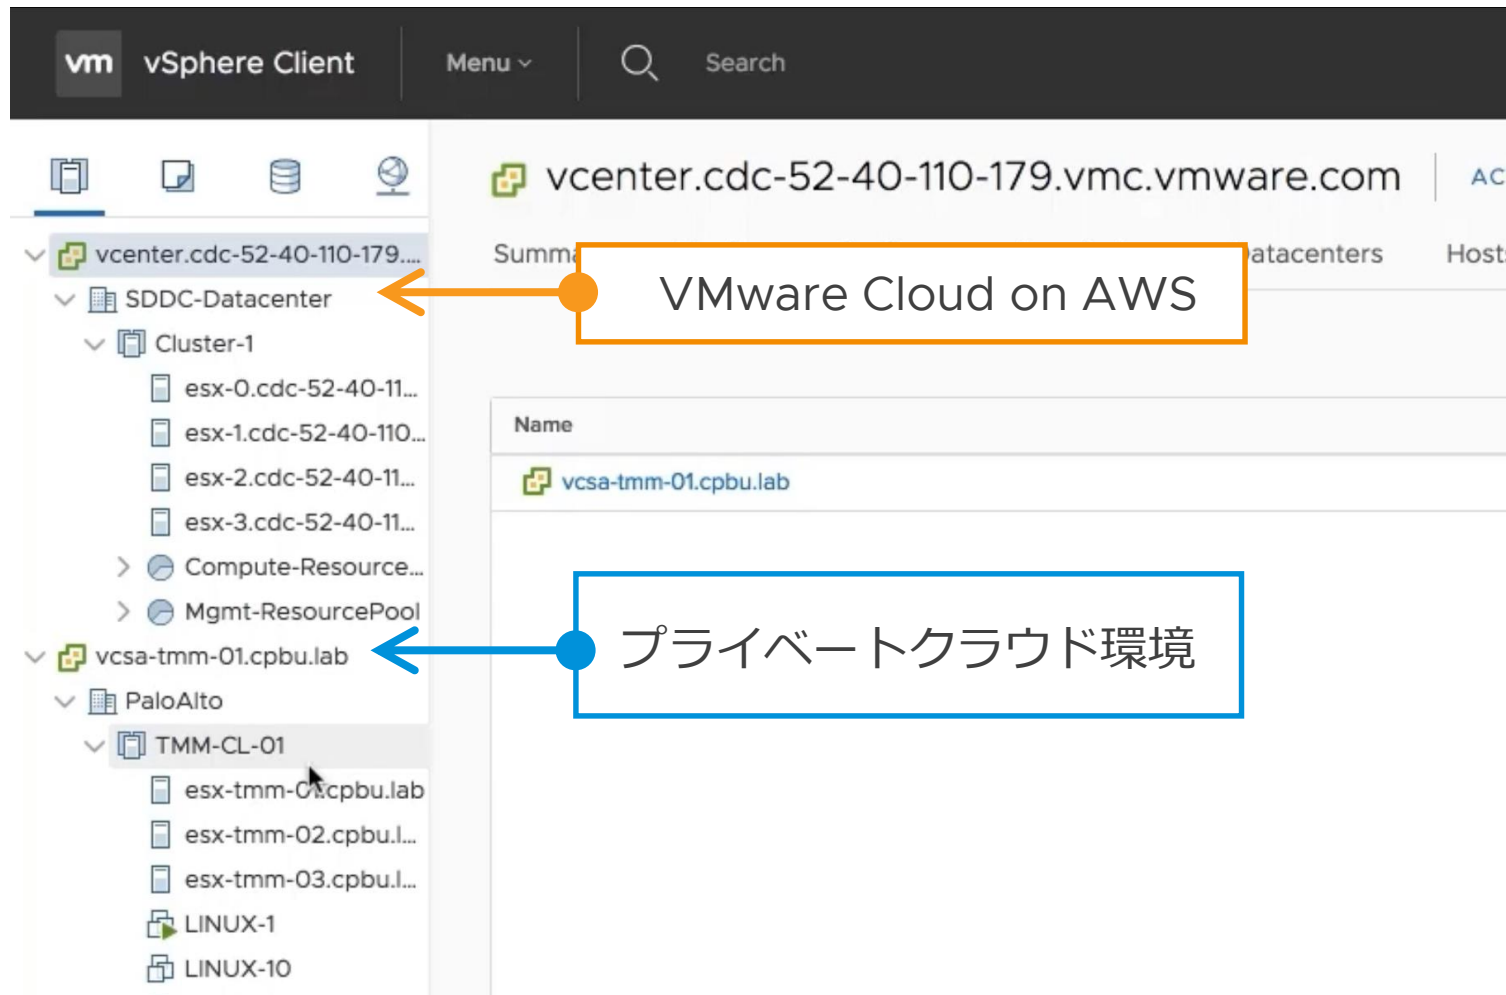 vm vSphere Client Menu Search
vcenter.cdc-52-40-110-179.vmc.vmware.com AC
vcenter.cdc-52-40-110-179.... Summa atacenters Hosts
SDDC-Datacenter
VMware Cloud on AWS
Cluster-1
esx-0.cdc-52-40-11...
Name
esx-1.cdc-52-40-110...
esx-2.cdc-52-40-11...
vcsa-tmm-01.cpbu.lab
esx-3.cdc-52-40-11...
Compute-Resource...
Mgmt-ResourcePool
プライベートクラウド環境
vcsa-tmm-01.cpbu.lab
PaloAlto
TMM-CL-01
esx-tmm-01.cpbu.lab
esx-tmm-02.cpbu.l...
esx-tmm-03.cpbu.l...
LINUX-1
LINUX-10